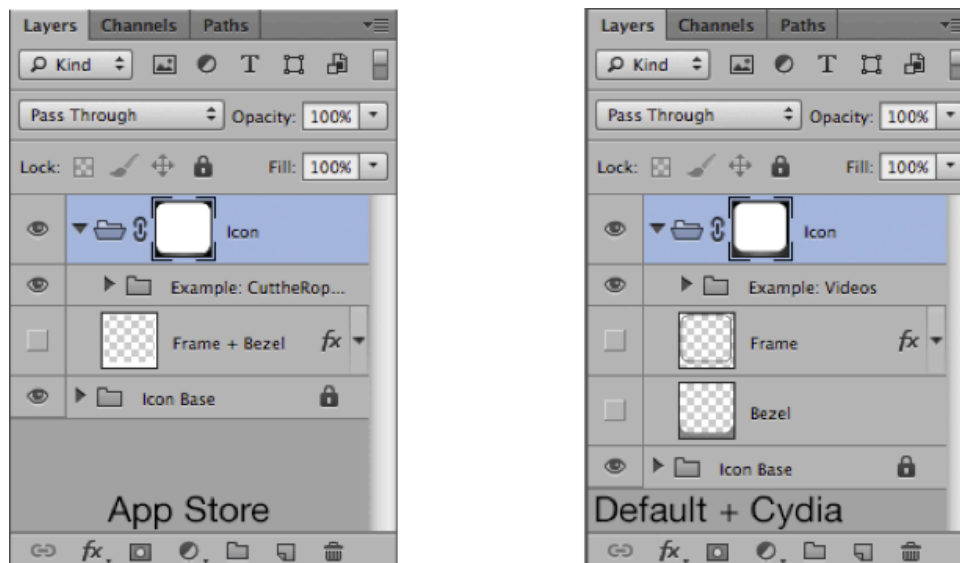 Layers Channels Paths
Kind T
Pass Through Opacity: 100%
Lock: Fill: 100%
Icon
Example: CuttheRop...
Frame + Bezel fx
Icon Base
App Store
fx
Layers Channels Paths
Kind T
Pass Through Opacity: 100%
Lock: Fill: 100%
Icon
Example: Videos
Frame fx
Bezel
Icon Base
Default + Cydia
fx